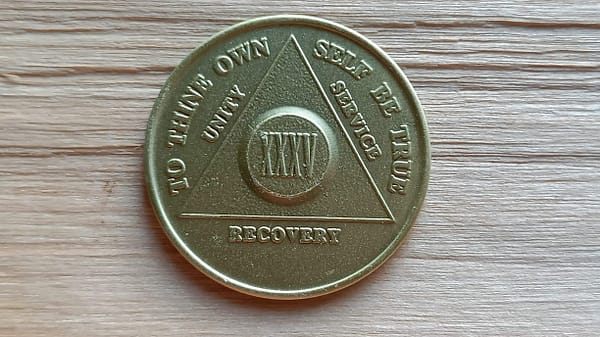 TO THINE OWN SELF BE TRUE
UNITY
SERVICE
XXXV
RECOVERY